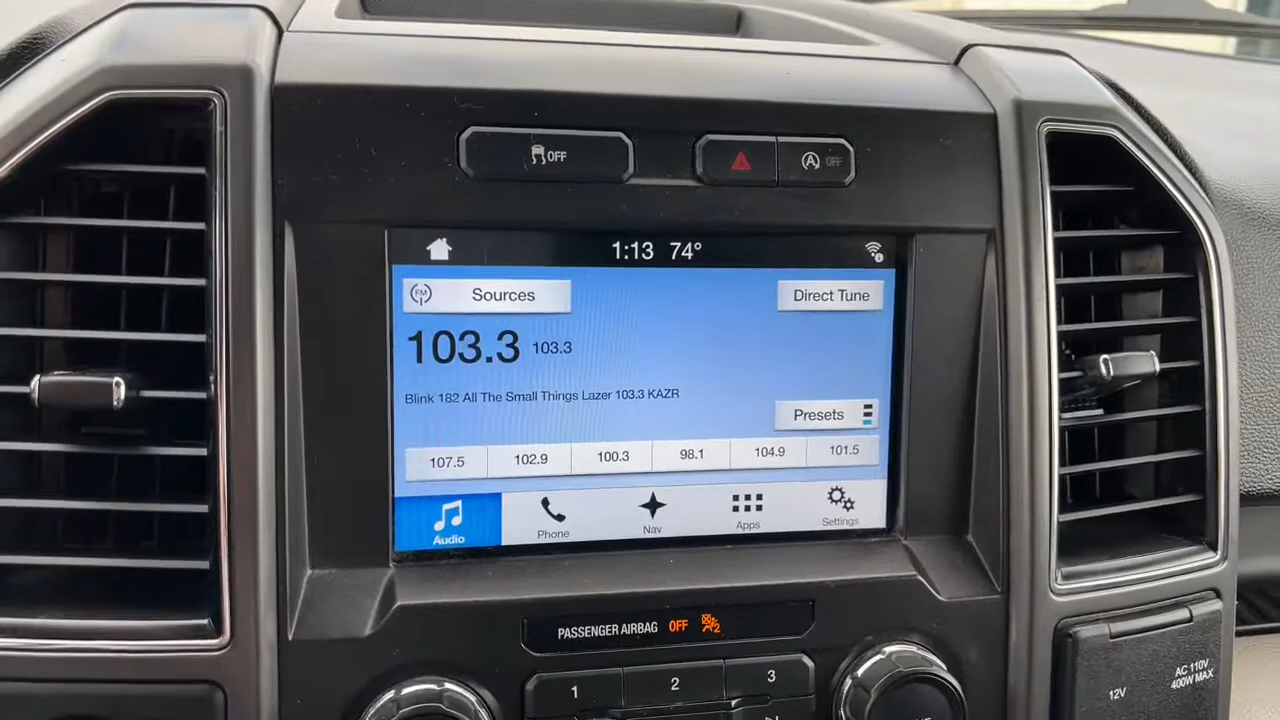 OFF
A OFF
1:13 74°
FM Sources
Direct Tune
103.3 103.3
Blink 182 All The Small Things Lazer 103.3 KAZR
Presets
107.5 102.9 100.3 98.1 104.9 101.5
Audio Phone Nav Apps Settings
PASSENGER AIRBAG OFF 2
1 2 3
12V
AC 110V
400W MAX